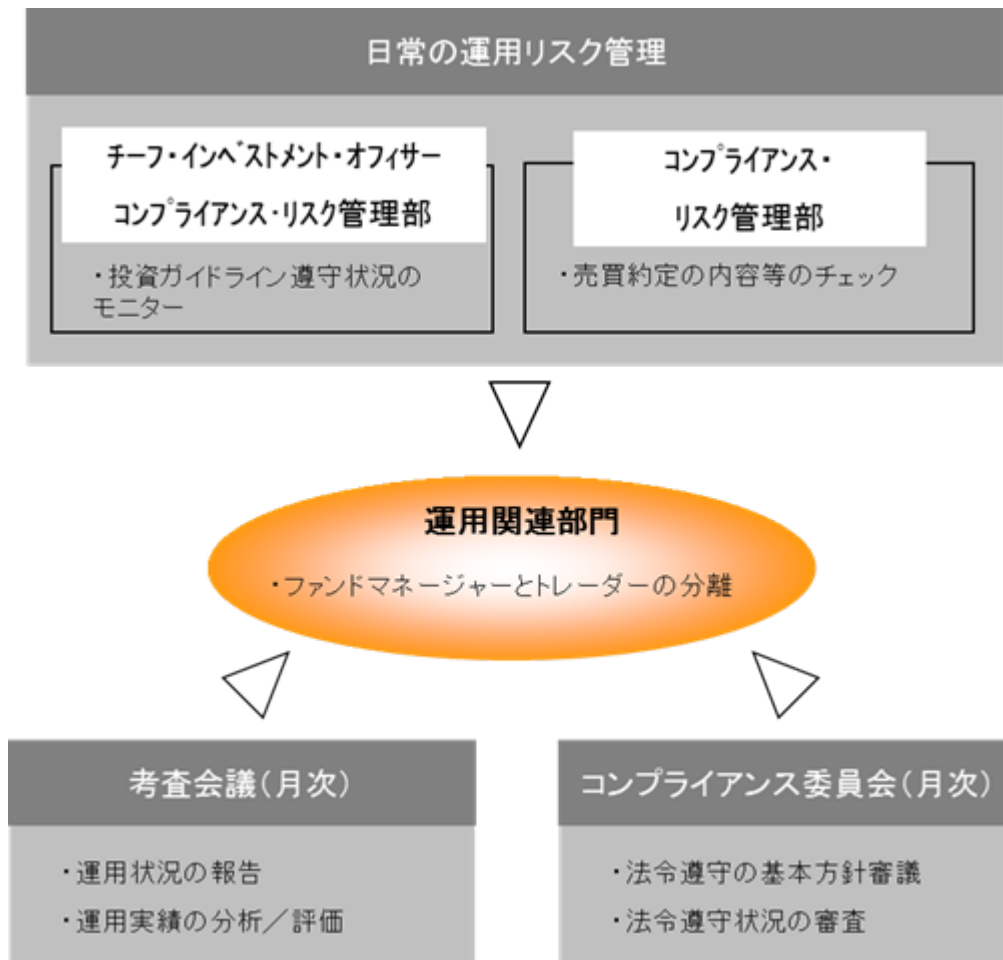 日常の運用リスク管理
チーフ・インベストメント・オフィサー
コンプライアンス・リスク管理部
・投資ガイドライン遵守状況の
モニター
コンプライアンス・
リスク管理部
・売買約定の内容等のチェック
運用関連部門
・ファンドマネージャーとトレーダーの分離
考査会議(月次)
・運用状況の報告
・運用実績の分析/評価
コンプライアンス委員会(月次)
・法令遵守の基本方針審議
・法令遵守状況の審査